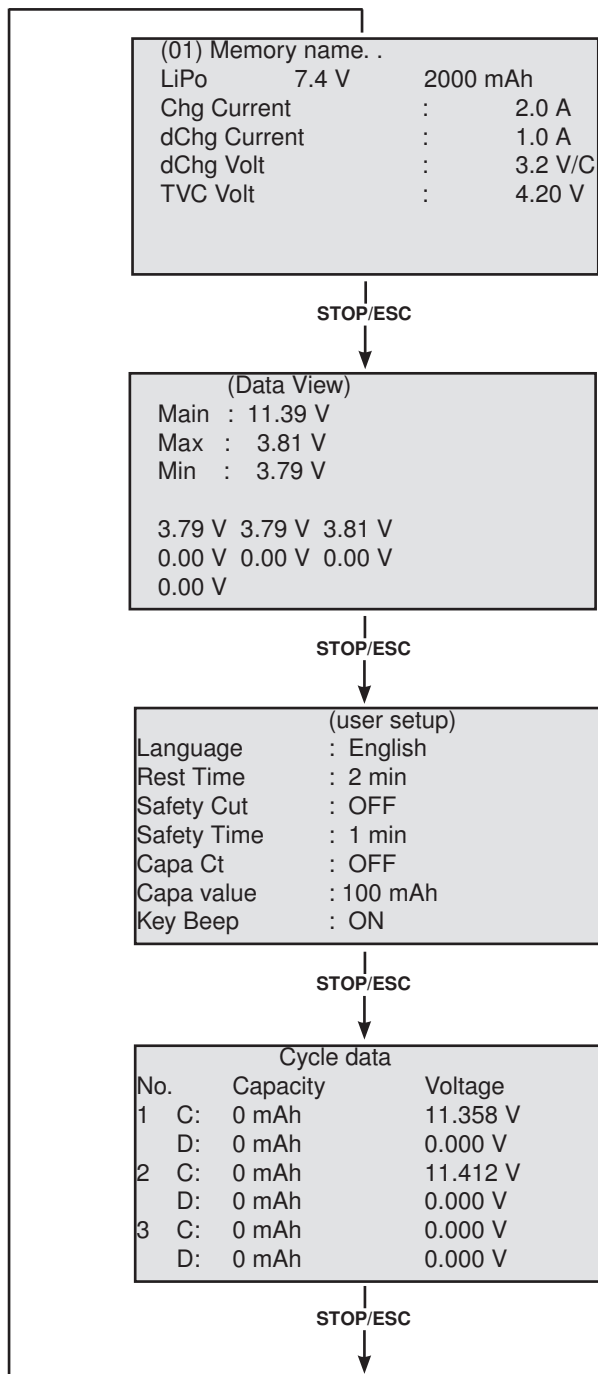 (01) Memory name. .
LiPo 7.4 V 2000 mAh
Chg Current : 2.0 A
dChg Current : 1.0 A
dChg Volt : 3.2 V/C
TVC Volt : 4.20 V
STOP/ESC
(Data View)
Main : 11.39 V
Max : 3.81 V
Min : 3.79 V
3.79 V 3.79 V 3.81 V
0.00 V 0.00 V 0.00 V
0.00 V
STOP/ESC
(user setup)
Language : English
Rest Time : 2 min
Safety Cut : OFF
Safety Time : 1 min
Capa Ct : OFF
Capa value : 100 mAh
Key Beep : ON
STOP/ESC
Cycle data
No. Capacity Voltage
1 C: 0 mAh 11.358 V
D: 0 mAh 0.000 V
2 C: 0 mAh 11.412 V
D: 0 mAh 0.000 V
3 C: 0 mAh 0.000 V
D: 0 mAh 0.000 V
STOP/ESC